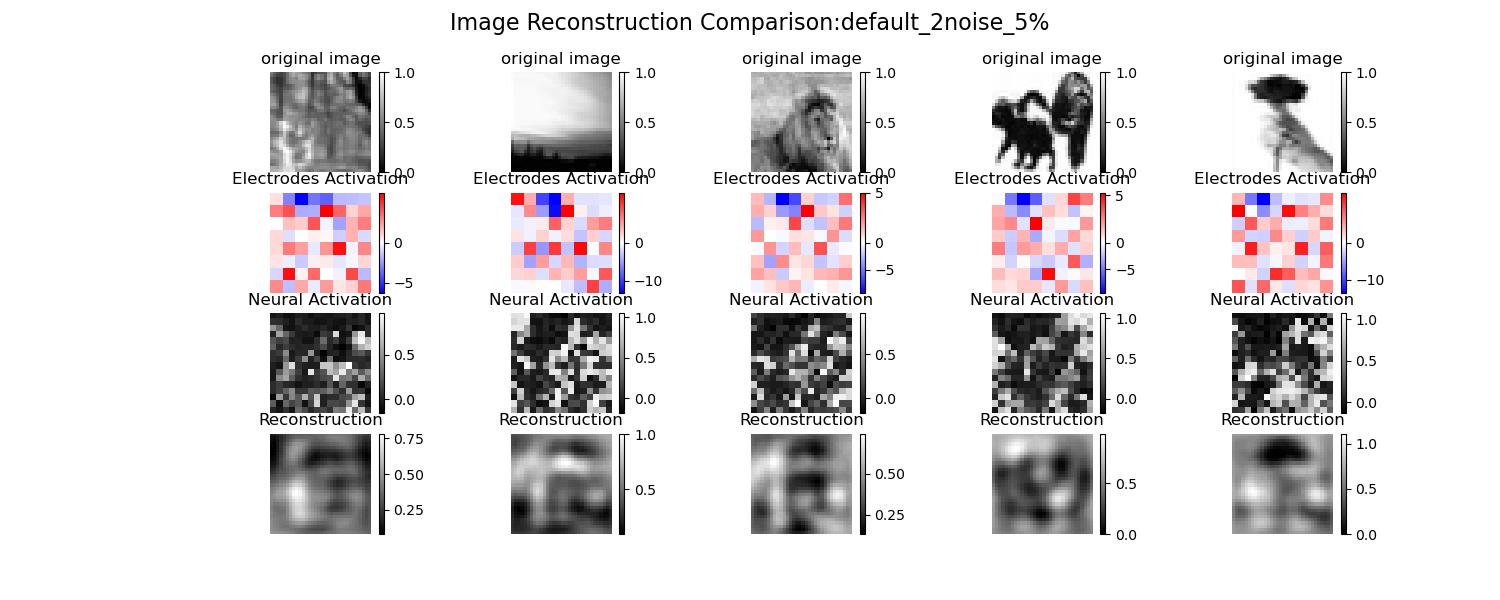 Image Reconstruction Comparison:default_2noise_5%
original image original image original image original image original image
1.0 1.0 1.0 1.0 1.0
0.5 0.5 0.5 0.5 0.5
0.0 0.0 0.0 0.0 0.0
Electrodes Activation Electrodes Activation Electrodes Activation Electrodes Activation Electrodes Activation
5 5
0 0 0 0 0
−5 −10 −5 −5 −10
Neural Activation Neural Activation Neural Activation Neural Activation Neural Activation
1.0 1.0 1.0
0.5 0.5 0.5 0.5 0.5
0.0 0.0 0.0 0.0 0.0
Reconstruction Reconstruction Reconstruction Reconstruction Reconstruction
0.75 1.0 1.0
0.50 0.5 0.50 0.5 0.5
0.25 0.25
0.0 0.0